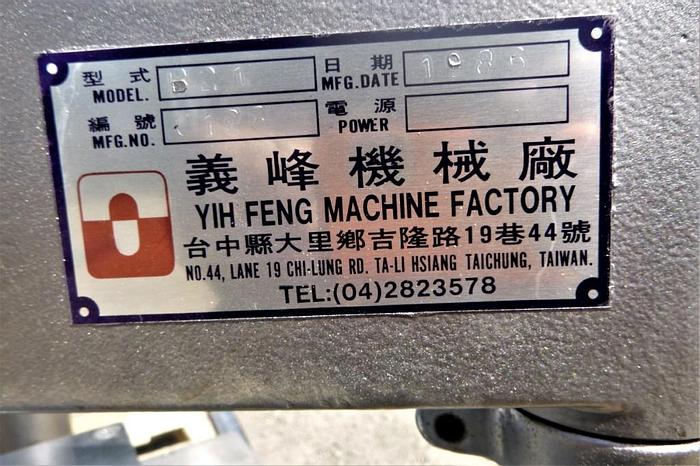 型式 B21 日期 1986
MODEL. MFG.DATE
編號 電源
MFG.NO. POWER
義峰機械廠
YIH FENG MACHINE FACTORY
台中縣大里鄉吉隆路19巷44號
NO.44, LANE 19 CHI-LUNG RD. TA-LI HSIANG TAICHUNG, TAIWAN.
TEL:(04)2823578